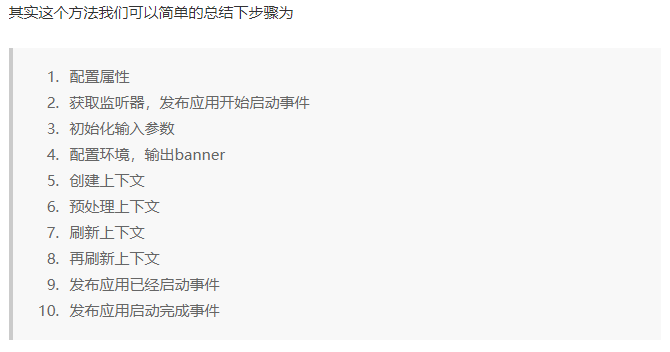 其实这个方法我们可以简单的总结下步骤为
1. 配置属性
2. 获取监听器，发布应用开始启动事件
3. 初始化输入参数
4. 配置环境，输出banner
5. 创建上下文
6. 预处理上下文
7. 刷新上下文
8. 再刷新上下文
9. 发布应用已经启动事件
10. 发布应用启动完成事件